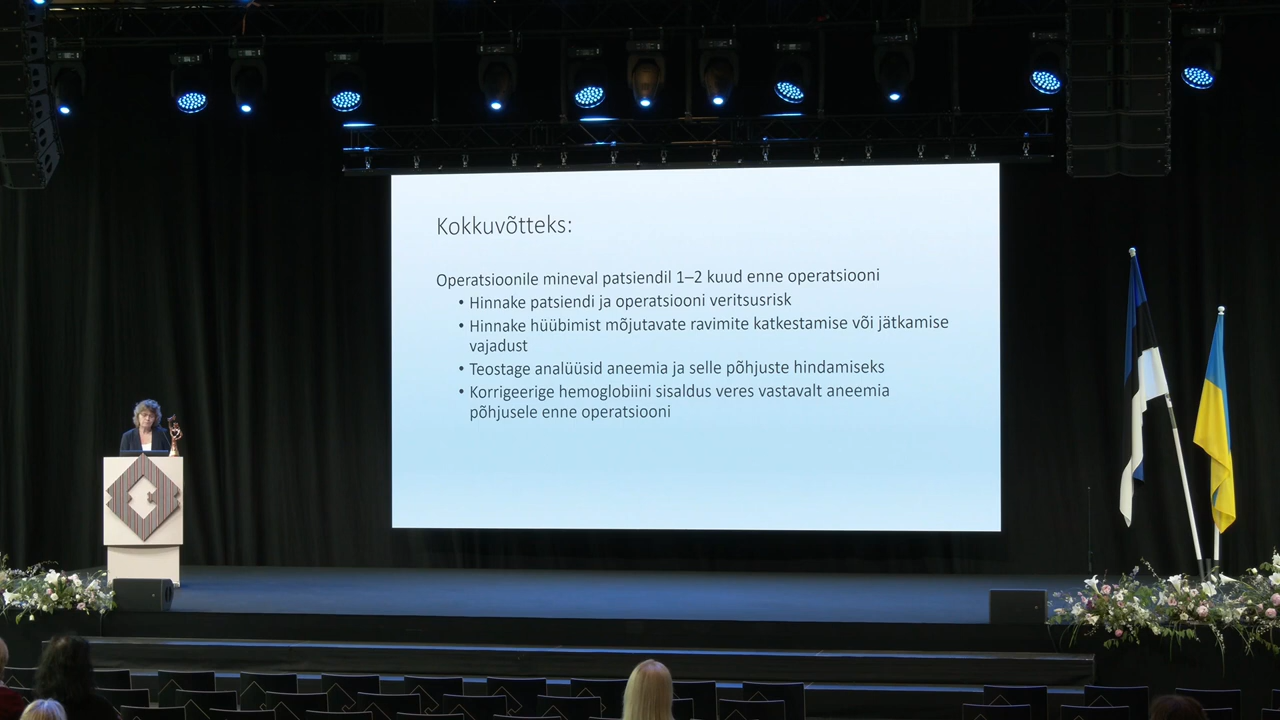 Kokkuvõtteks:
Operatsioonile mineval patsiendil 1–2 kuud enne operatsiooni
• Hinnake patsiendi ja operatsiooni veritsusrisk
• Hinnake hüübimist mõjutavate ravimite katkestamise või jätkamise
vajadust
• Teostage analüüsid aneemia ja selle põhjuste hindamiseks
• Korrigeerige hemoglobiini sisaldus veres vastavalt aneemia
põhjusele enne operatsiooni